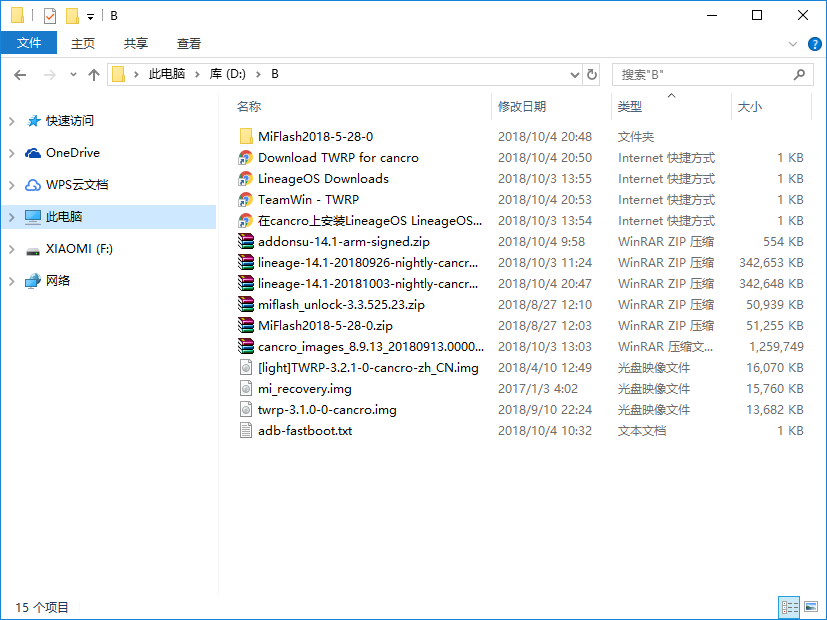 B
文件 主页 共享 查看
此电脑 库 (D:) B 搜索"B"
名称 修改日期 类型 大小
快速访问
OneDrive
WPS云文档
此电脑
XIAOMI (F:)
网络
MiFlash2018-5-28-0 2018/10/4 20:48 文件夹
Download TWRP for cancro 2018/10/4 20:50 Internet 快捷方式 1 KB
LineageOS Downloads 2018/10/3 13:55 Internet 快捷方式 1 KB
TeamWin - TWRP 2018/10/4 20:53 Internet 快捷方式 1 KB
在cancro上安装LineageOS LineageOS... 2018/10/3 13:54 Internet 快捷方式 1 KB
addonsu-14.1-arm-signed.zip 2018/10/4 9:58 WinRAR ZIP 压缩 554 KB
lineage-14.1-20180926-nightly-cancr... 2018/10/3 11:24 WinRAR ZIP 压缩 342,653 KB
lineage-14.1-20181003-nightly-cancr... 2018/10/4 20:47 WinRAR ZIP 压缩 342,648 KB
miflash_unlock-3.3.525.23.zip 2018/8/27 12:10 WinRAR ZIP 压缩 50,939 KB
MiFlash2018-5-28-0.zip 2018/8/27 12:03 WinRAR ZIP 压缩 51,255 KB
cancro_images_8.9.13_20180913.0000... 2018/10/3 13:03 WinRAR 压缩文... 1,259,749
[light]TWRP-3.2.1-0-cancro-zh_CN.img 2018/4/10 12:49 光盘映像文件 16,070 KB
mi_recovery.img 2017/1/3 4:02 光盘映像文件 15,760 KB
twrp-3.1.0-0-cancro.img 2018/9/10 22:24 光盘映像文件 13,682 KB
adb-fastboot.txt 2018/10/4 10:32 文本文档 1 KB
15 个项目